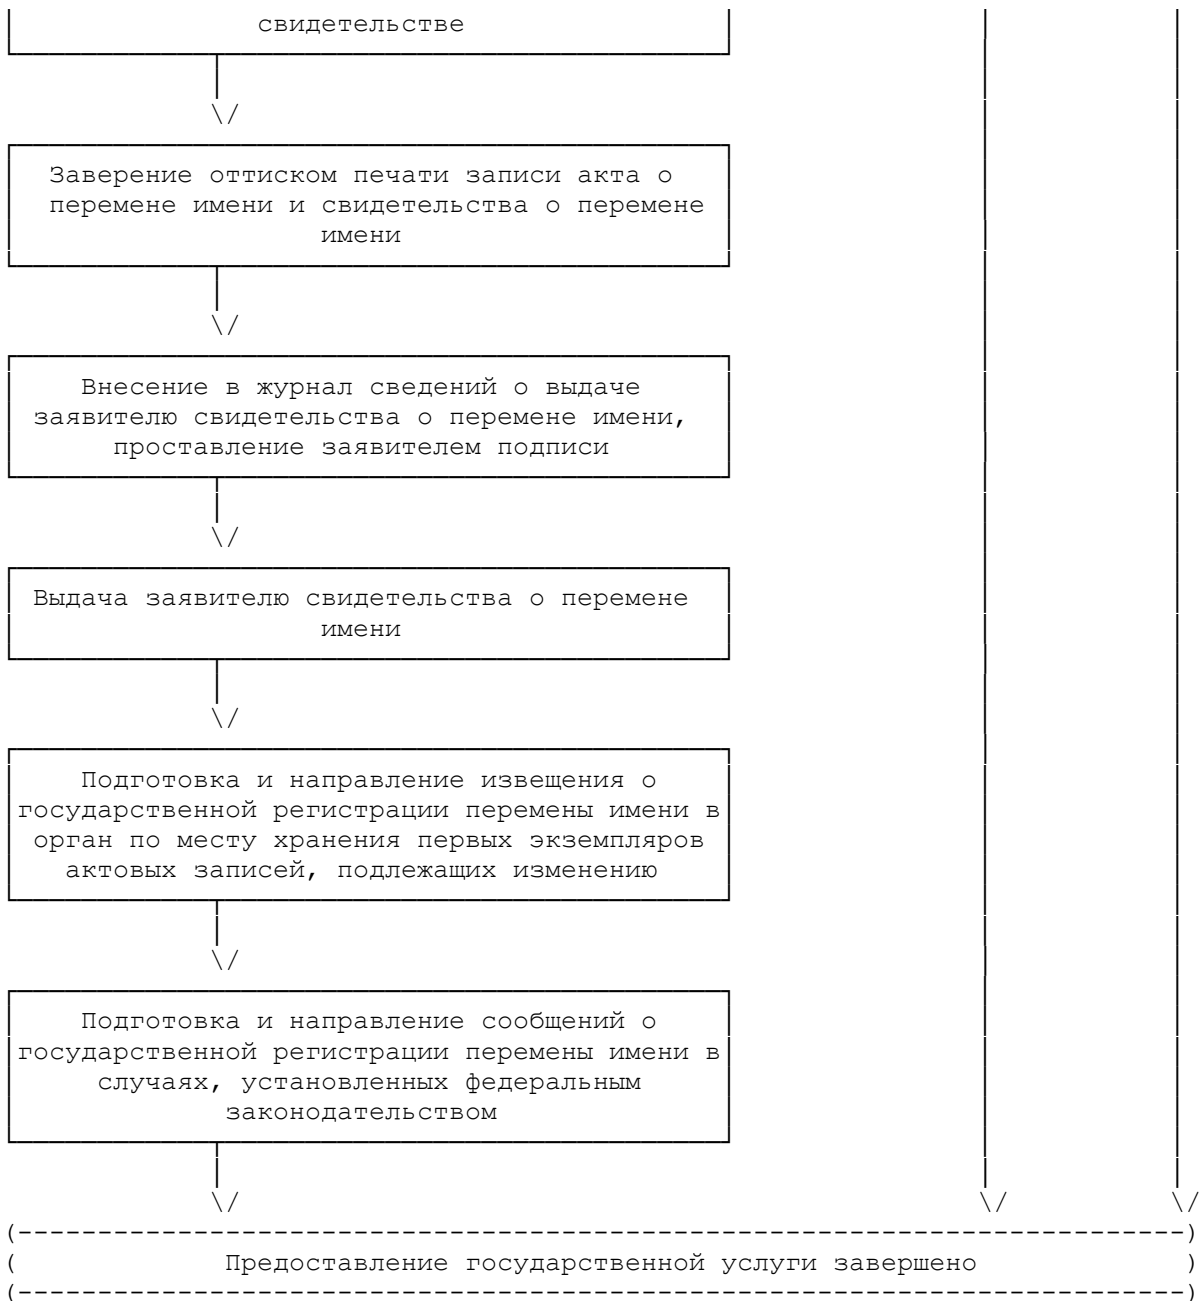 свидетельстве
Заверение оттиском печати записи акта о
перемене имени и свидетельства о перемене
имени
Внесение в журнал сведений о выдаче
заявителю свидетельства о перемене имени,
проставление заявителем подписи
Выдача заявителю свидетельства о перемене
имени
Подготовка и направление извещения о
государственной регистрации перемены имени в
орган по месту хранения первых экземпляров
актовых записей, подлежащих изменению
Подготовка и направление сообщений о
государственной регистрации перемены имени в
случаях, установленных федеральным
законодательством
Предоставление государственной услуги завершено